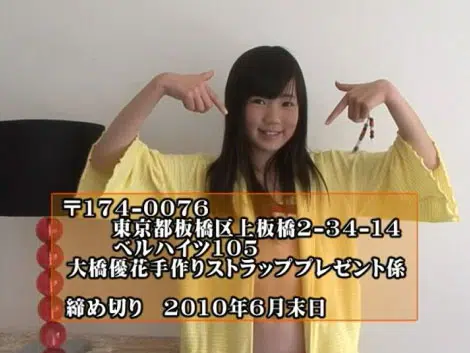 〒174-0076
東京都板橋区上板橋2-34-14
ベルハイツ105
大橋優花手作りストラッププレゼント係
締め切り　2010年6月末日